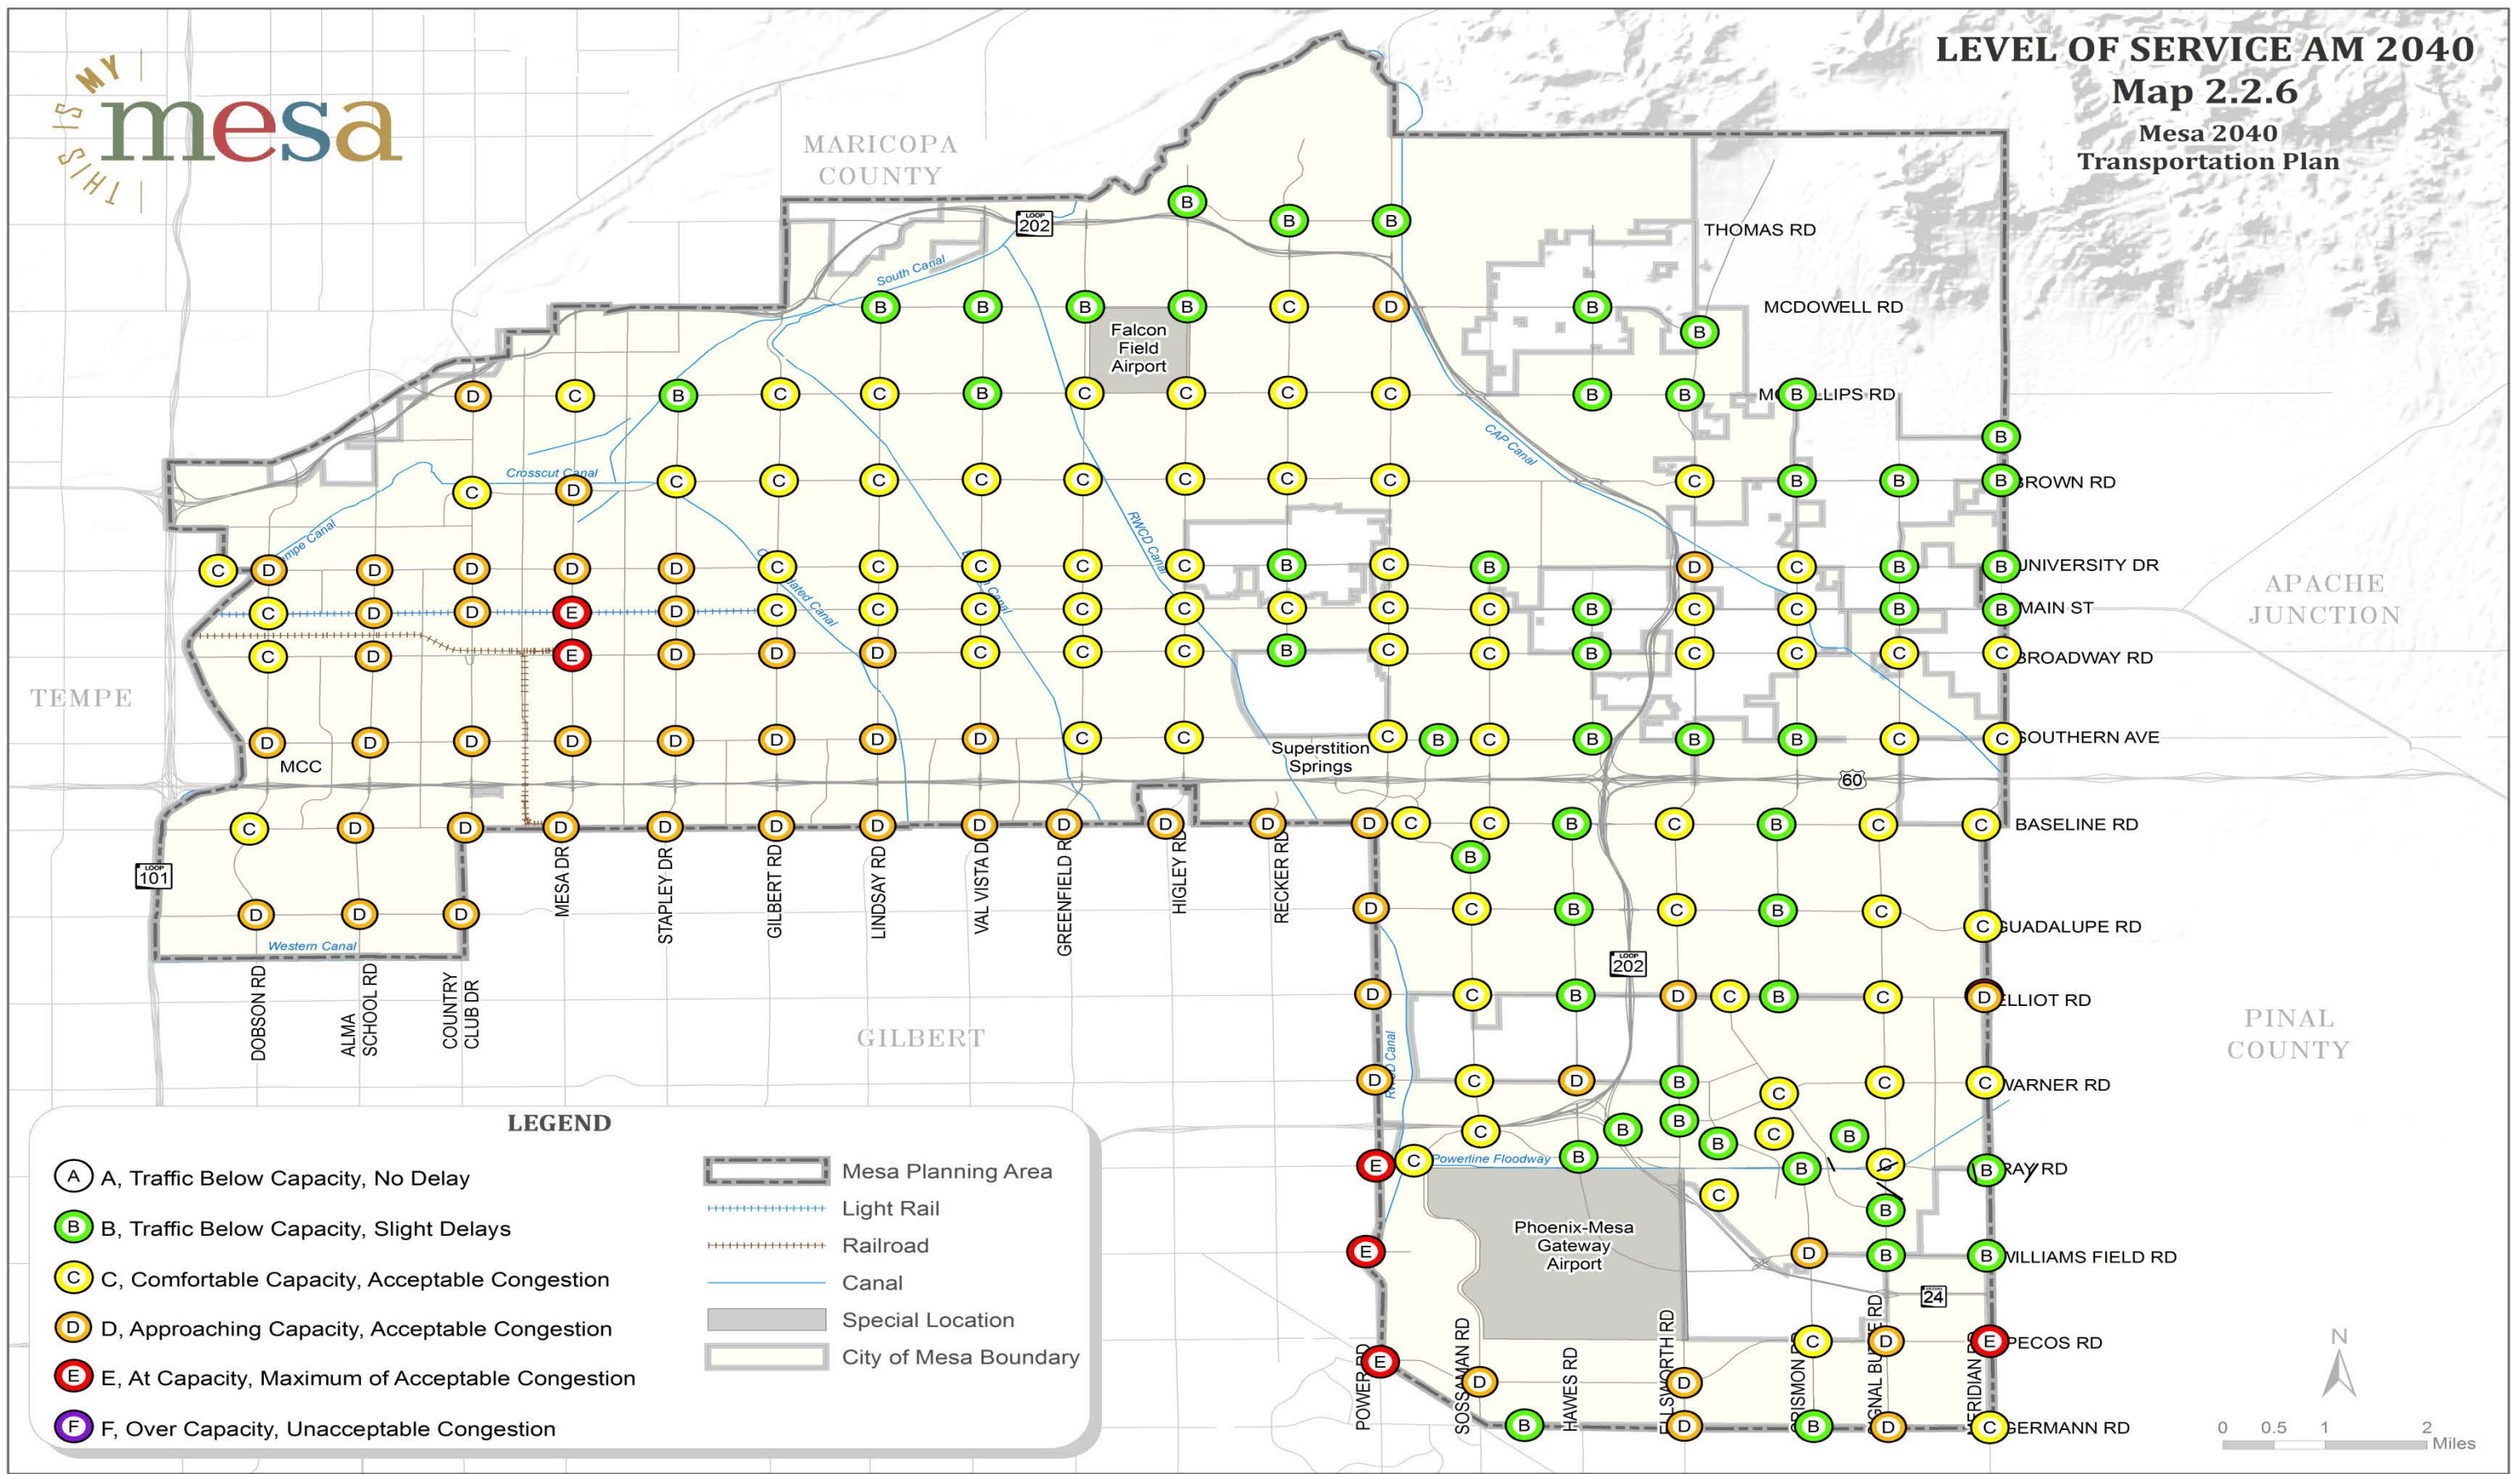 THIS IS MY
mesa
LEVEL OF SERVICE AM 2040
Map 2.2.6
Mesa 2040
Transportation Plan
MARICOPA
COUNTY
LOOP
202
B
B
B
THOMAS RD
South Canal
B
B
B
B
C
D
B
MCDOWELL RD
B
Falcon
Field
Airport
D
C
B
C
C
B
C
C
C
C
B
B
B
CAP Canal
B
Crosscut Canal
C
D
C
C
C
C
C
C
C
C
C
B
B
B
BROWN RD
RWCD Canal
C
D
D
D
D
D
C
C
C
C
C
B
C
B
D
C
B
B
UNIVERSITY DR
APACHE
JUNCTION
C
D
D
E
D
C
C
C
C
C
C
C
C
B
C
C
B
B
MAIN ST
C
D
E
D
D
D
C
C
C
B
C
C
B
C
C
C
C
BROADWAY RD
TEMPE
D
D
D
D
D
D
D
D
C
C
C
B
C
B
B
B
C
C
SOUTHERN AVE
MCC
Superstition
Springs
60
C
D
D
D
D
D
D
D
D
D
D
D
C
C
B
C
B
C
C
BASELINE RD
B
LOOP
101
MESA DR
STAPLEY DR
GILBERT RD
LINDSAY RD
VAL VISTA DR
GREENFIELD RD
HIGLEY RD
RECKER RD
D
D
D
D
C
B
C
B
C
C
GUADALUPE RD
Western Canal
LOOP
202
DOBSON RD
ALMA
SCHOOL RD
COUNTRY
CLUB DR
D
C
B
D
C
B
C
D
ELLIOT RD
GILBERT
PINAL
COUNTY
D
C
D
B
C
C
C
WARNER RD
C
B
B
B
C
B
E
C
Powerline Floodway
B
B
C
B
RAY RD
C
B
Phoenix-Mesa
Gateway
Airport
E
D
B
B
WILLIAMS FIELD RD
24
C
D
E
PECOS RD
E
D
D
B
D
B
D
C
GERMANN RD
POWER RD
SOSSAMAN RD
HAWES RD
ELLSWORTH RD
CRISMON RD
SIGNAL BUTTE RD
MERIDIAN RD
LEGEND
A A, Traffic Below Capacity, No Delay
B B, Traffic Below Capacity, Slight Delays
C C, Comfortable Capacity, Acceptable Congestion
D D, Approaching Capacity, Acceptable Congestion
E E, At Capacity, Maximum of Acceptable Congestion
F F, Over Capacity, Unacceptable Congestion
Mesa Planning Area
Light Rail
Railroad
Canal
Special Location
City of Mesa Boundary
N
0 0.5 1 2
Miles